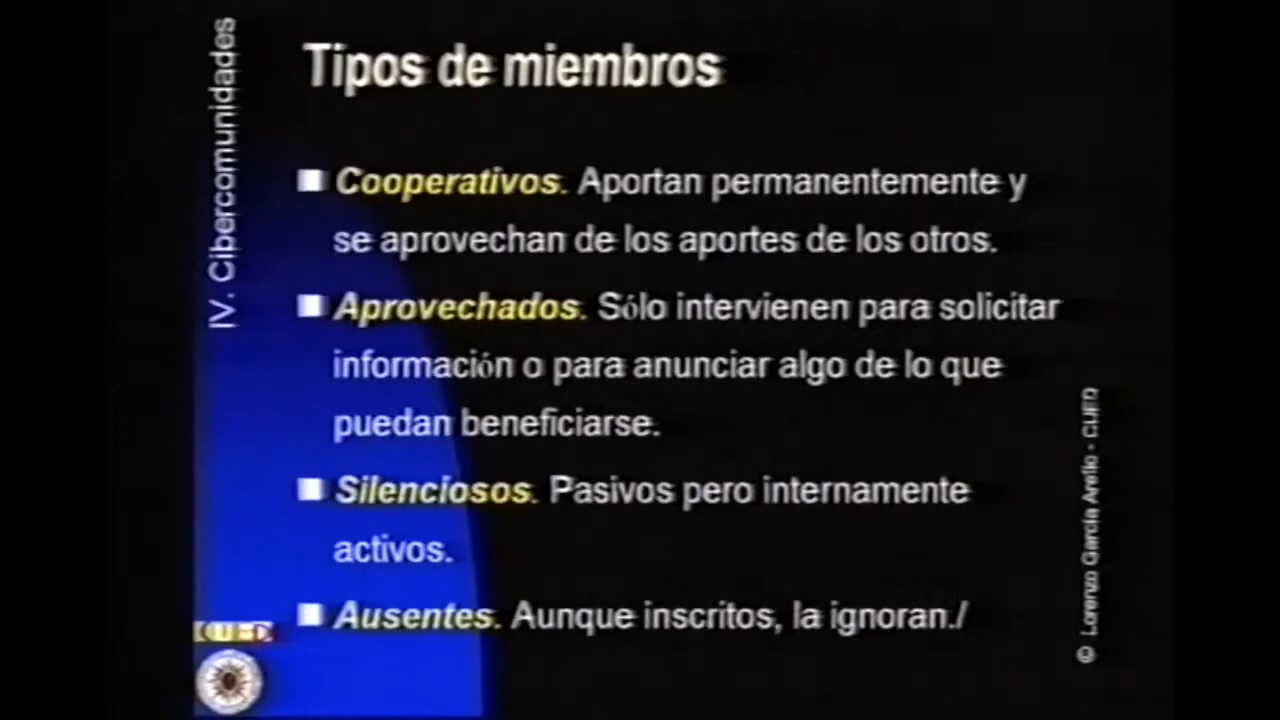 IV. Cibercomunidades
Tipos de miembros
Cooperativos. Aportan permanentemente y
se aprovechan de los aportes de los otros.
Aprovechados. Sólo intervienen para solicitar
información o para anunciar algo de lo que
puedan beneficiarse.
Silenciosos. Pasivos pero internamente
activos.
Ausentes. Aunque inscritos, la ignoran./
© Lorenzo García Aretio - CUED
CUED